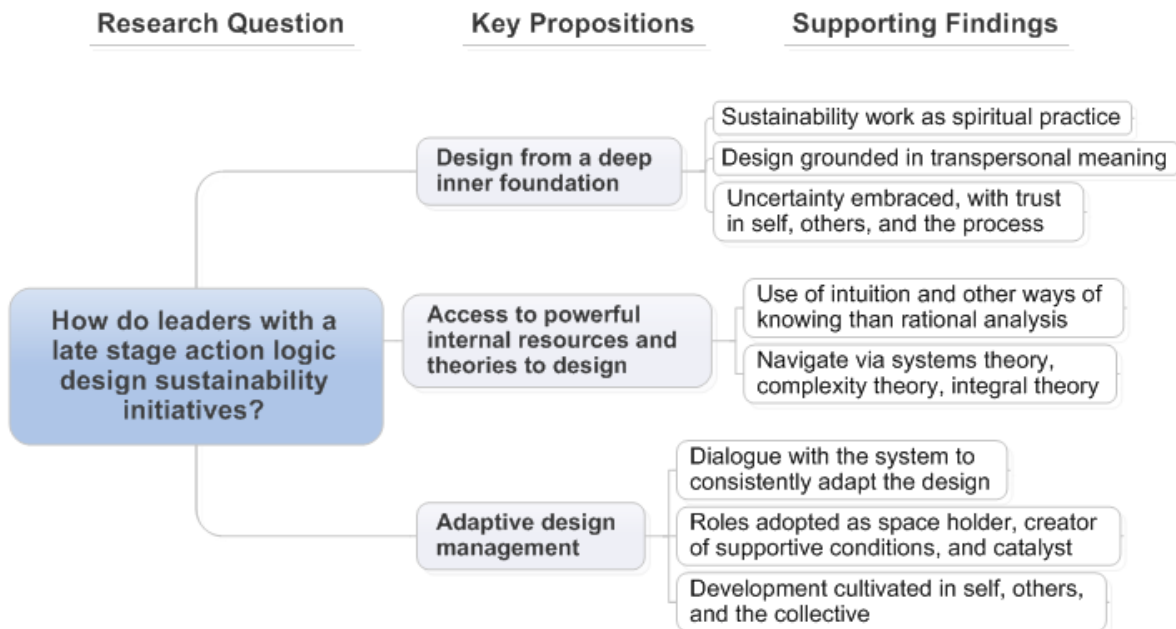 Research Question
Key Propositions
Supporting Findings
How do leaders with a
late stage action logic
design sustainability
initiatives?
Design from a deep
inner foundation
Sustainability work as spiritual practice
Design grounded in transpersonal meaning
Uncertainty embraced, with trust
in self, others, and the process
Access to powerful
internal resources and
theories to design
Use of intuition and other ways of
knowing than rational analysis
Navigate via systems theory,
complexity theory, integral theory
Adaptive design
management
Dialogue with the system to
consistently adapt the design
Roles adopted as space holder, creator
of supportive conditions, and catalyst
Development cultivated in self, others,
and the collective